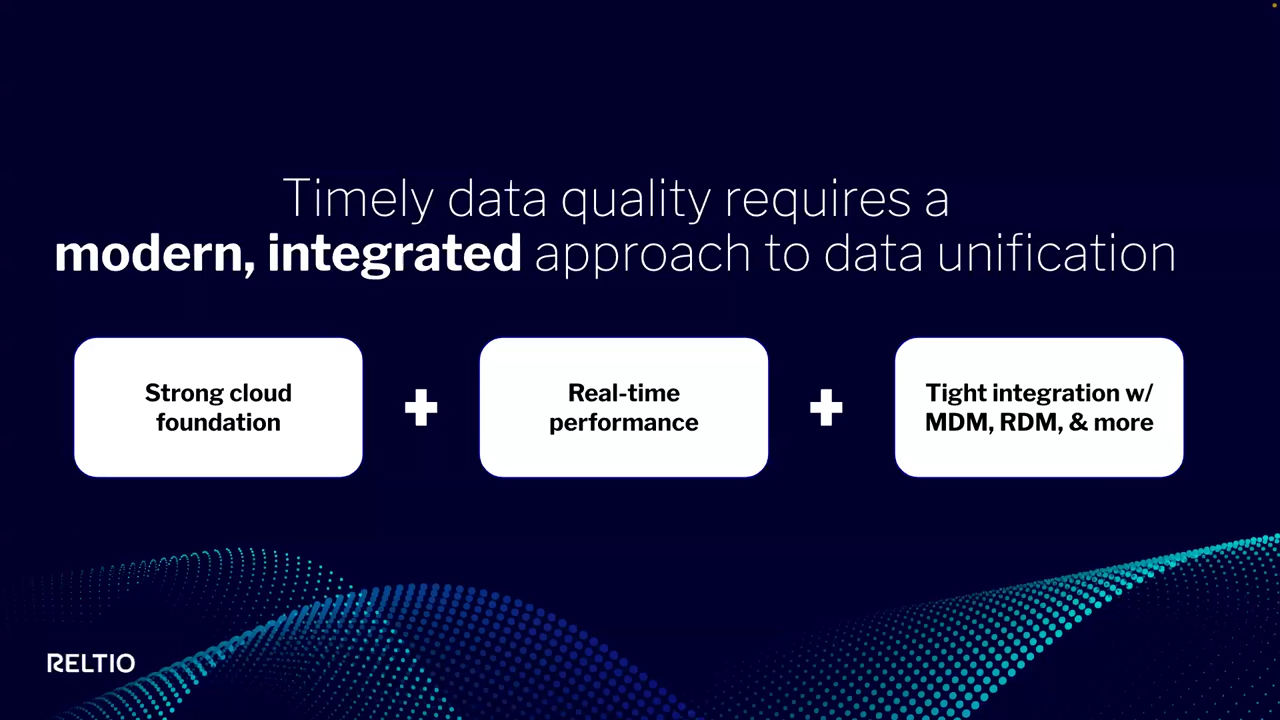 Timely data quality requires a
modern, integrated approach to data unification
Strong cloud
foundation
Real-time
performance
Tight integration w/
MDM, RDM, & more
RELTIO